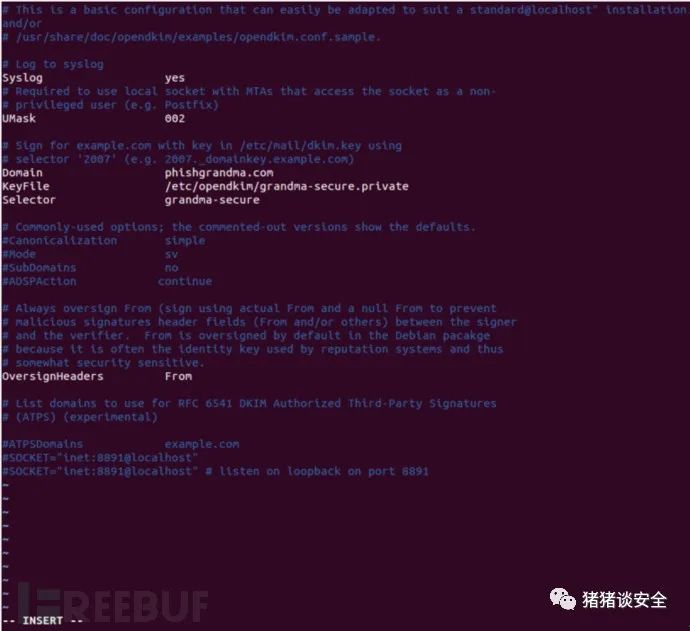 # This is a basic configuration that can easily be adapted to suit a standard@localhost" installation
and/or
# /usr/share/doc/opendkim/examples/opendkim.conf.sample.
# Log to syslog
Syslog yes
# Required to use local socket with MTAs that access the socket as a non-
# privileged user (e.g. Postfix)
UMask 002
# Sign for example.com with key in /etc/mail/dkim.key using
# selector '2007' (e.g. 2007._domainkey.example.com)
Domain phishgrandma.com
KeyFile /etc/opendkim/grandma-secure.private
Selector grandma-secure
# Commonly-used options; the commented-out versions show the defaults.
#Canonicalization simple
#Mode sv
#SubDomains no
#ADSPAction continue
# Always oversign From (sign using actual From and a null From to prevent
# malicious signatures header fields (From and/or others) between the signer
# and the verifier. From is oversigned by default in the Debian pacakge
# because it is often the identity key used by reputation systems and thus
# somewhat security sensitive.
OversignHeaders From
# List domains to use for RFC 6541 DKIM Authorized Third-Party Signatures
# (ATPS) (experimental)
#ATPSDomains example.com
#SOCKET="inet:8891@localhost"
#SOCKET="inet:8891@localhost" # listen on loopback on port 8891
~
~
~
~
~
~
~
~
~
~
-- INSERT --
FREEBUF
猪猪谈安全